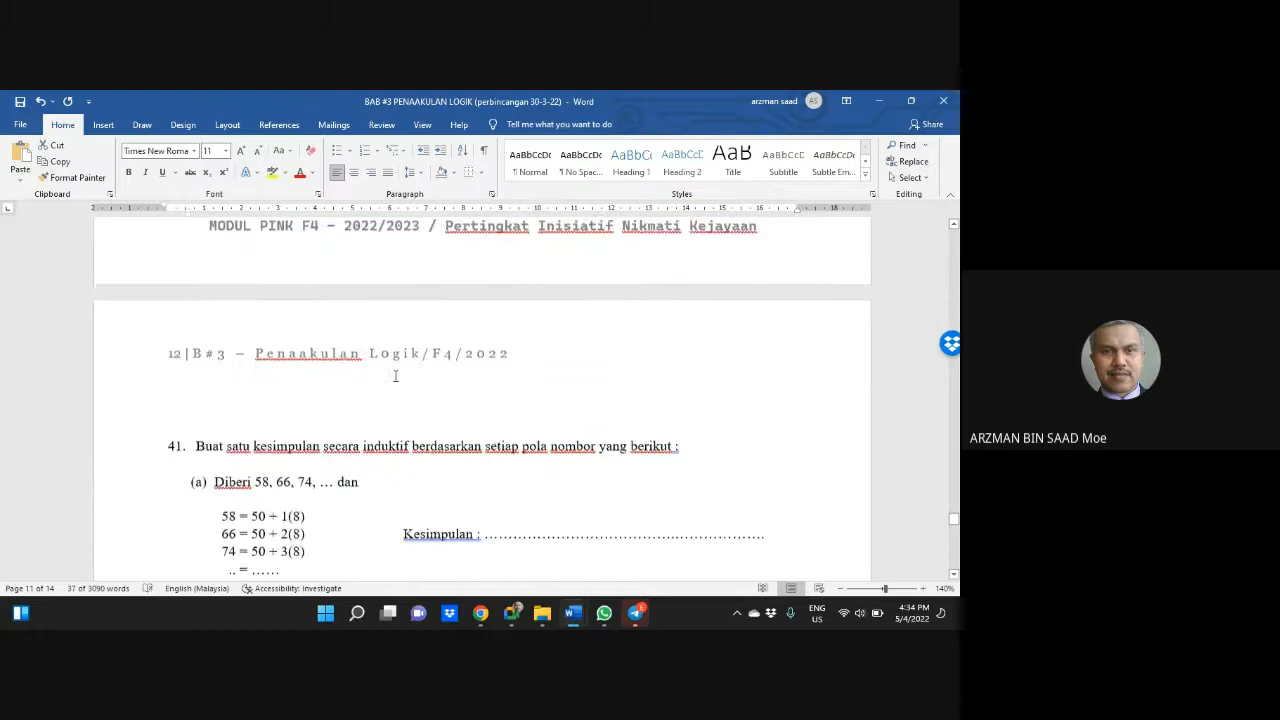 BAB #3 PENAAKULAN LOGIK (perbincangan 30-3-22) - Word
arzman saad AS
File Home Insert Draw Design Layout References Mailings Review View Help Tell me what you want to do Share
Paste Cut Copy Format Painter
Times New Roma 11
AaBbCcDc AaBbCcDc AaBbCc AaBbCcD AaB AaBbCcD AaBbCcDc
¶ Normal ¶ No Spac... Heading 1 Heading 2 Title Subtitle Subtle Em...
Find Replace Select
Clipboard Font Paragraph Styles Editing
MODUL PINK F4 – 2022/2023 / Pertingkat Inisiatif Nikmati Kejayaan
12 | B # 3 – Penaakulan Logik/F4/2022
41. Buat satu kesimpulan secara induktif berdasarkan setiap pola nombor yang berikut :
(a) Diberi 58, 66, 74, … dan
58 = 50 + 1(8)
66 = 50 + 2(8)
Kesimpulan : ……………………………………………………
74 = 50 + 3(8)
.. = ……
Page 11 of 14 37 of 3090 words English (Malaysia) Accessibility: Investigate 140%
ENG US
4:34 PM
5/4/2022
ARZMAN BIN SAAD Moe